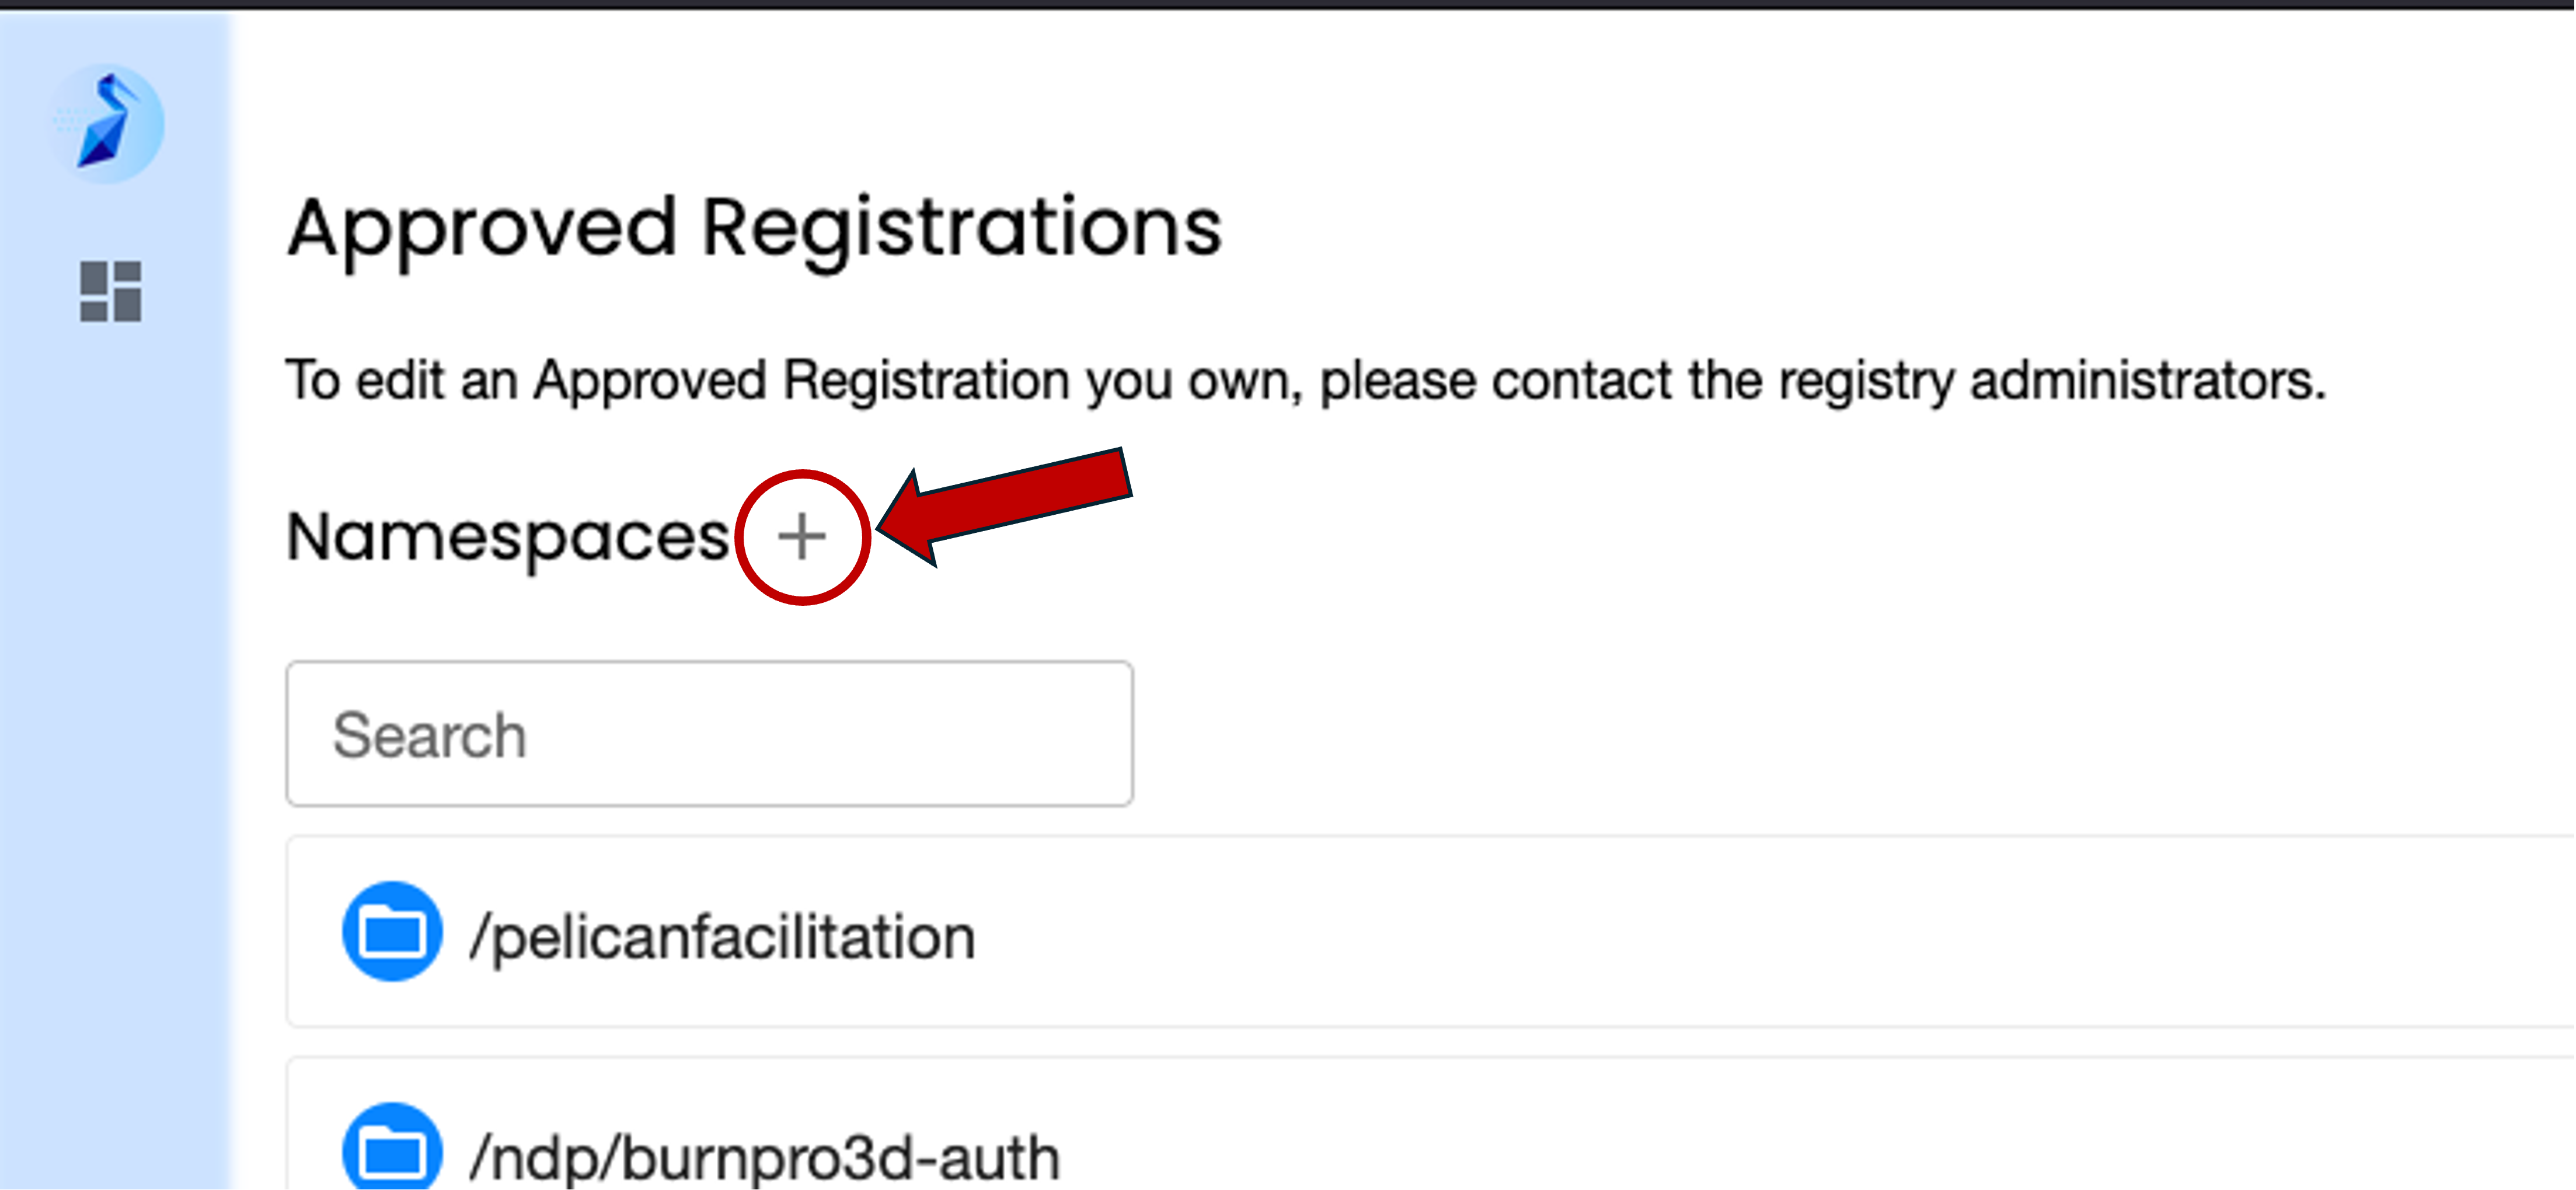 Approved Registrations
To edit an Approved Registration you own, please contact the registry administrators.
Namespaces +
Search
/pelicanfacilitation
/ndp/burnpro3d-auth